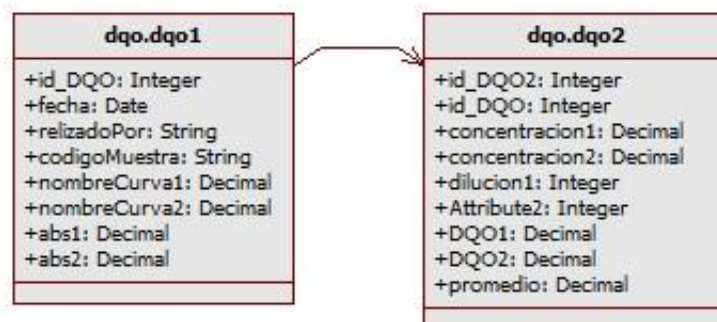 dqo.dqo1
+id_DQO: Integer
+fecha: Date
+relizadoPor: String
+codigoMuestra: String
+nombreCurva1: Decimal
+nombreCurva2: Decimal
+abs1: Decimal
+abs2: Decimal
dqo.dqo2
+id_DQO2: Integer
+id_DQO: Integer
+concentracion1: Decimal
+concentracion2: Decimal
+dilucion1: Integer
+Attribute2: Integer
+DQO1: Decimal
+DQO2: Decimal
+promedio: Decimal